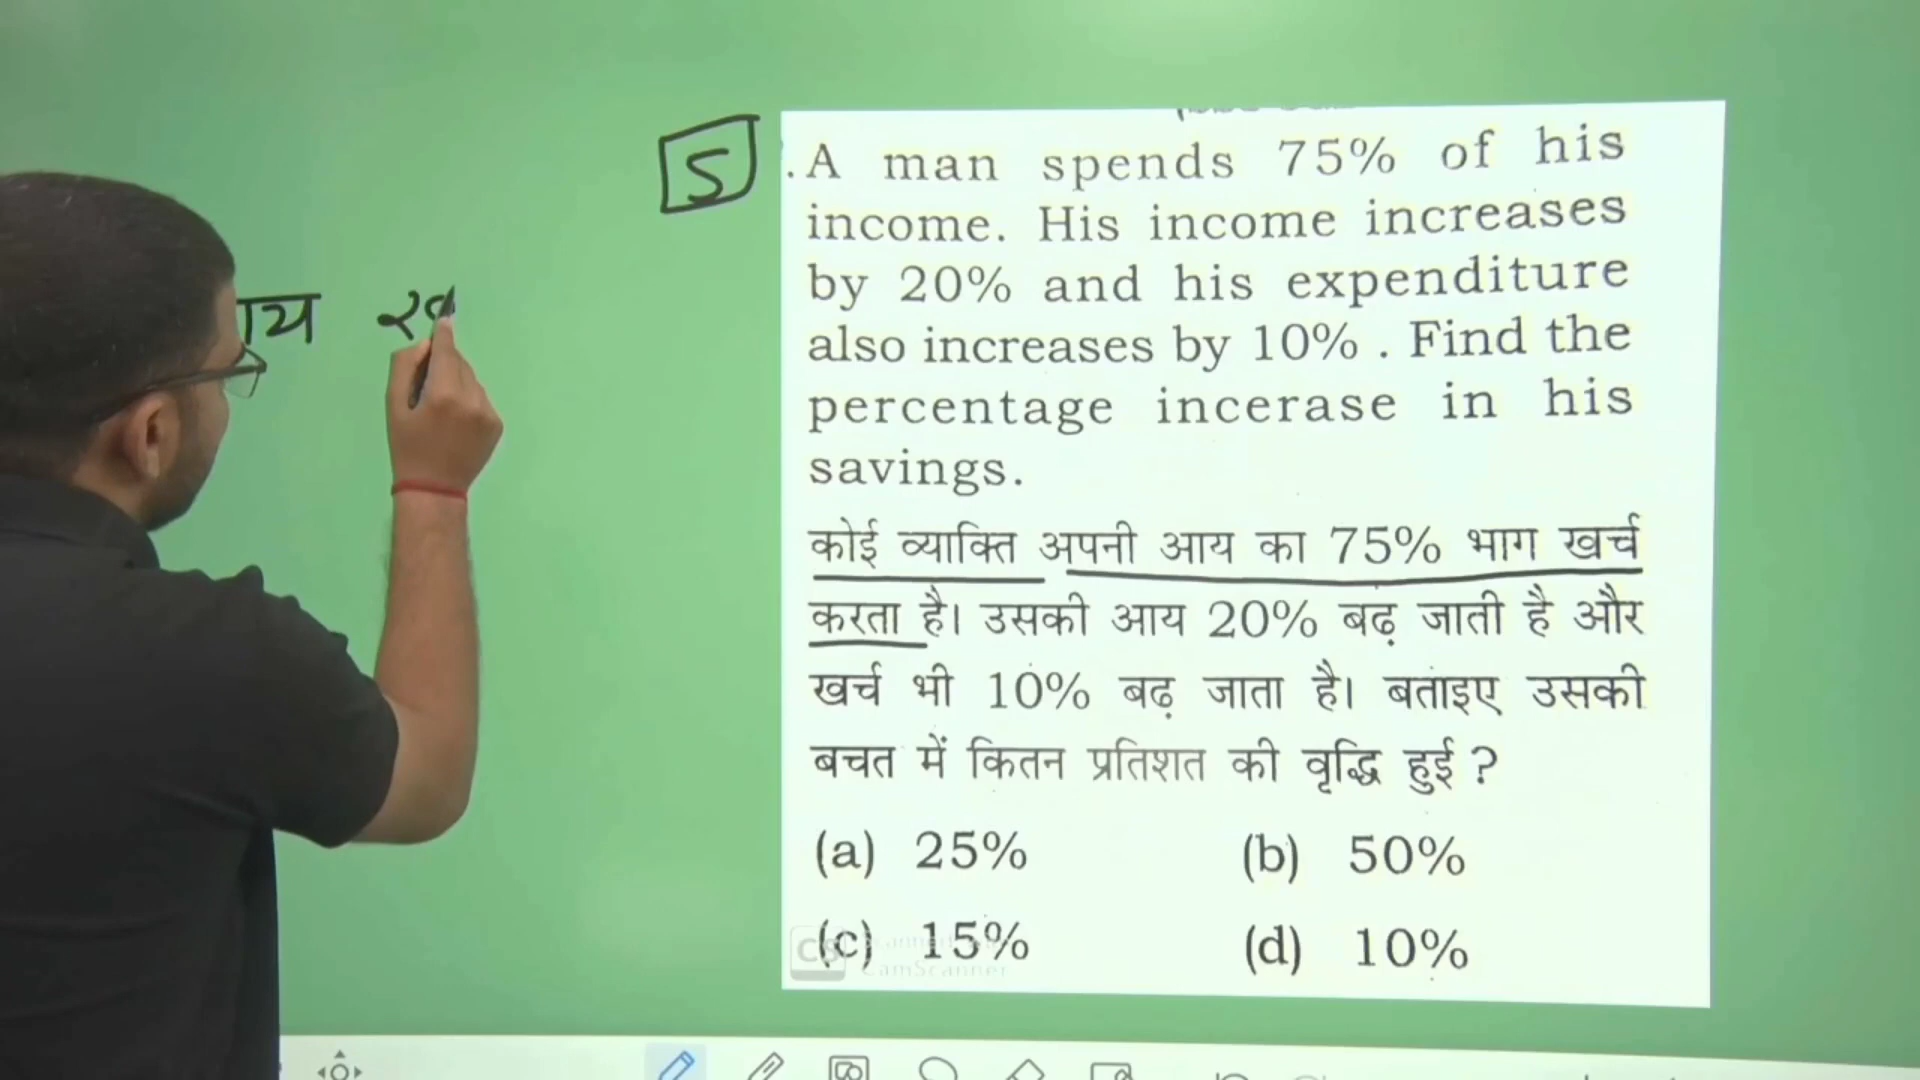 5
.A man spends 75% of his
income. His income increases
by 20% and his expenditure
also increases by 10% . Find the
percentage incerase in his
savings.
कोई व्याक्ति अपनी आय का 75% भाग खर्च
करता है। उसकी आय 20% बढ़ जाती है और
खर्च भी 10% बढ़ जाता है। बताइए उसकी
बचत में कितन प्रतिशत की वृद्धि हुई ?
(a) 25% (b) 50%
(c) 15% (d) 10%
CS
CamScanner